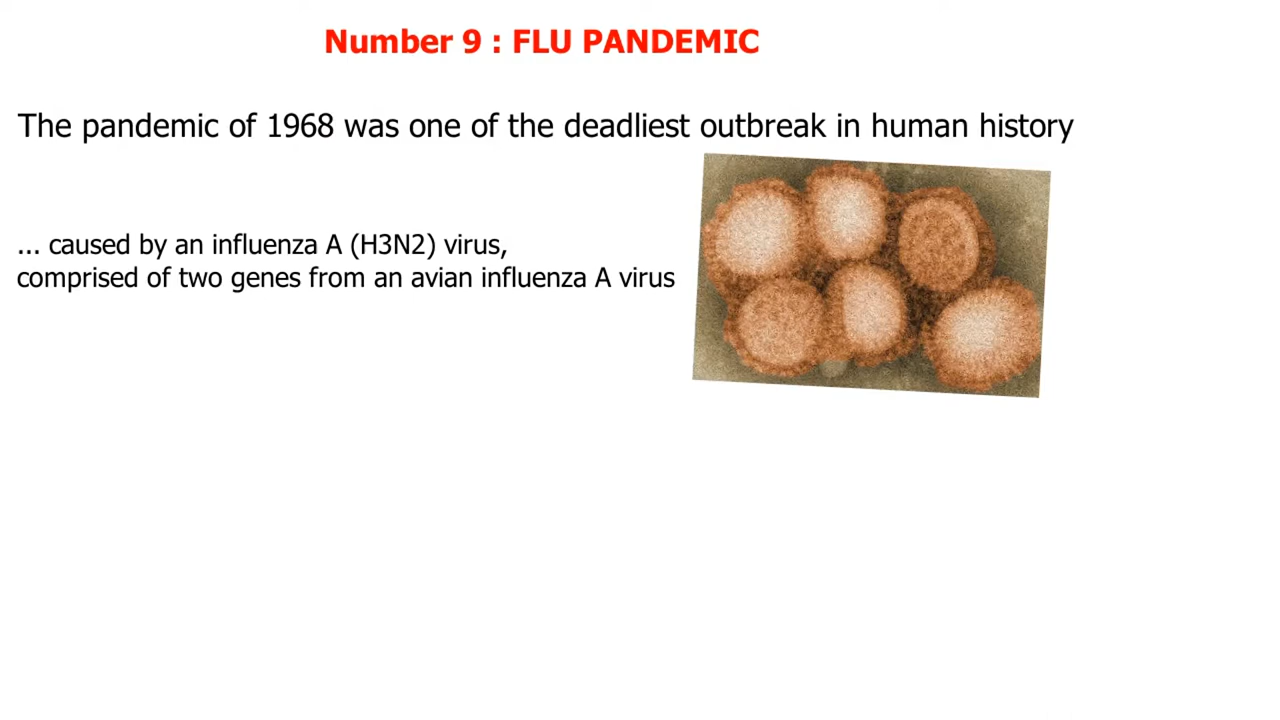 Number 9 : FLU PANDEMIC
The pandemic of 1968 was one of the deadliest outbreak in human history
... caused by an influenza A (H3N2) virus,
comprised of two genes from an avian influenza A virus